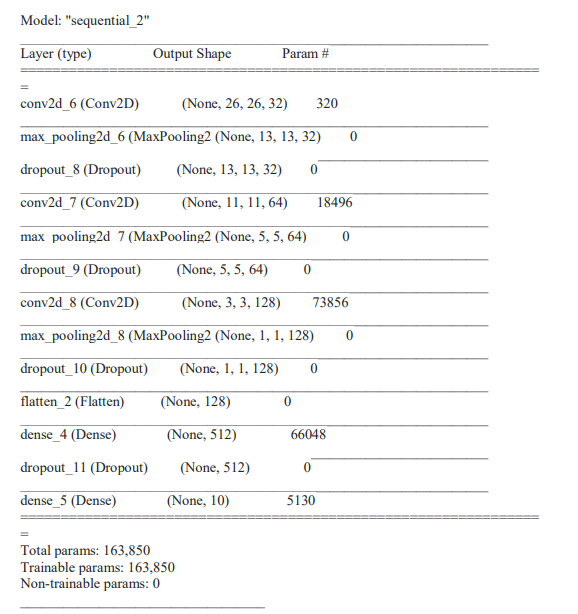 Model: "sequential_2"
Layer (type) Output Shape Param #
=
conv2d_6 (Conv2D) (None, 26, 26, 32) 320
max_pooling2d_6 (MaxPooling2 (None, 13, 13, 32) 0
dropout_8 (Dropout) (None, 13, 13, 32) 0
conv2d_7 (Conv2D) (None, 11, 11, 64) 18496
max_pooling2d_7 (MaxPooling2 (None, 5, 5, 64) 0
dropout_9 (Dropout) (None, 5, 5, 64) 0
conv2d_8 (Conv2D) (None, 3, 3, 128) 73856
max_pooling2d_8 (MaxPooling2 (None, 1, 1, 128) 0
dropout_10 (Dropout) (None, 1, 1, 128) 0
flatten_2 (Flatten) (None, 128) 0
dense_4 (Dense) (None, 512) 66048
dropout_11 (Dropout) (None, 512) 0
dense_5 (Dense) (None, 10) 5130
=
Total params: 163,850
Trainable params: 163,850
Non-trainable params: 0